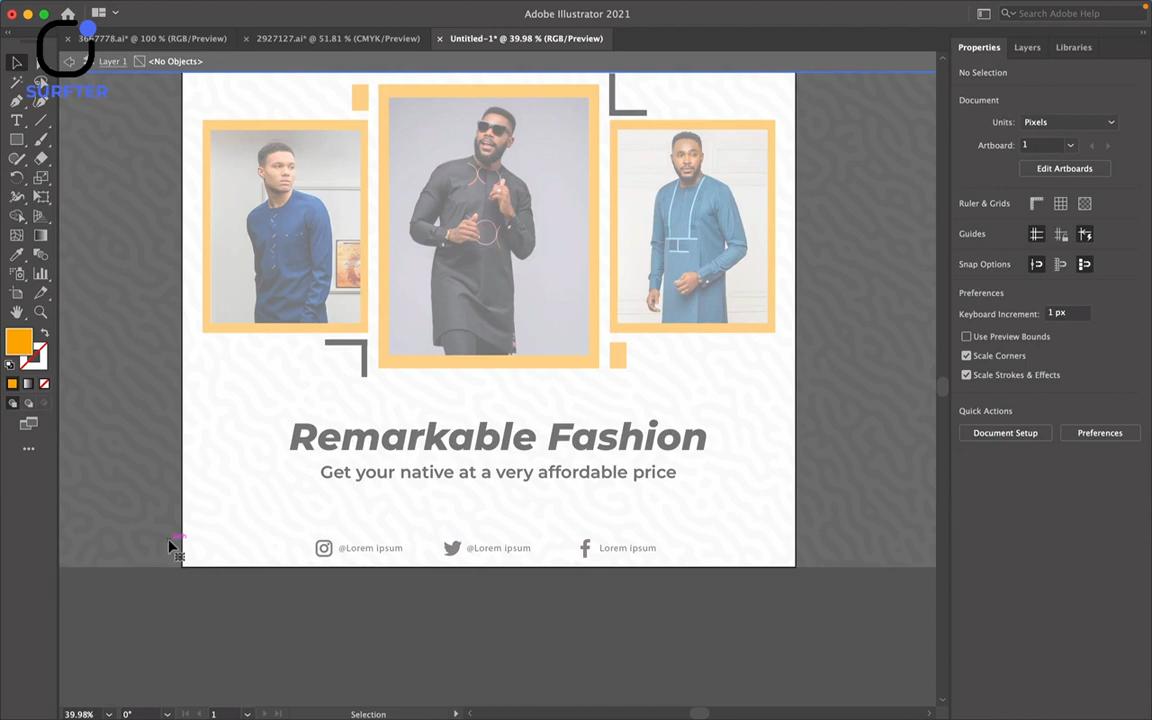 Adobe Illustrator 2021
Search Adobe Help
7778.ai* @ 100 % (RGB/Preview)
2927127.ai* @ 51.81 % (CMYK/Preview)
Untitled-1* @ 39.98 % (RGB/Preview)
Layer 1
<No Objects>
SURFTER
Remarkable Fashion
Get your native at a very affordable price
@Lorem ipsum
@Lorem ipsum
Lorem ipsum
Properties
Layers
Libraries
No Selection
Document
Units:
Pixels
Artboard:
1
Edit Artboards
Ruler & Grids
Guides
Snap Options
Preferences
Keyboard Increment:
1 px
Use Preview Bounds
Scale Corners
Scale Strokes & Effects
Quick Actions
Document Setup
Preferences
39.98%
0°
1
Selection